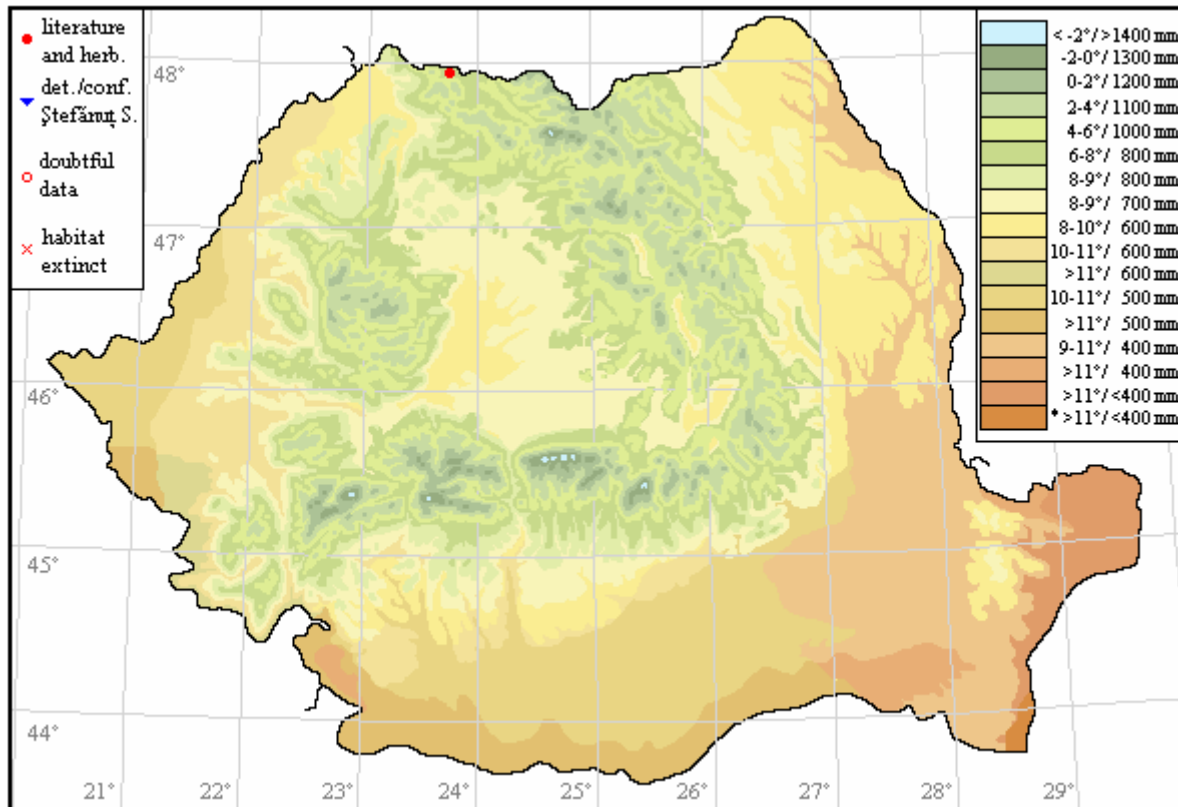 literature
and herb.
det./conf.
Ştefănuţ S.
doubtful
data
habitat
extinct
< -2°/>1400 mm
-2-0°/ 1300 mm
0-2°/ 1200 mm
2-4°/ 1100 mm
4-6°/ 1000 mm
6-8°/ 800 mm
8-9°/ 800 mm
8-9°/ 700 mm
8-10°/ 600 mm
10-11°/ 600 mm
>11°/ 600 mm
10-11°/ 500 mm
>11°/ 500 mm
9-11°/ 400 mm
>11°/ 400 mm
>11°/<400 mm
* >11°/<400 mm
48°
47°
46°
45°
44°
21° 22° 23° 24° 25° 26° 27° 28° 29°